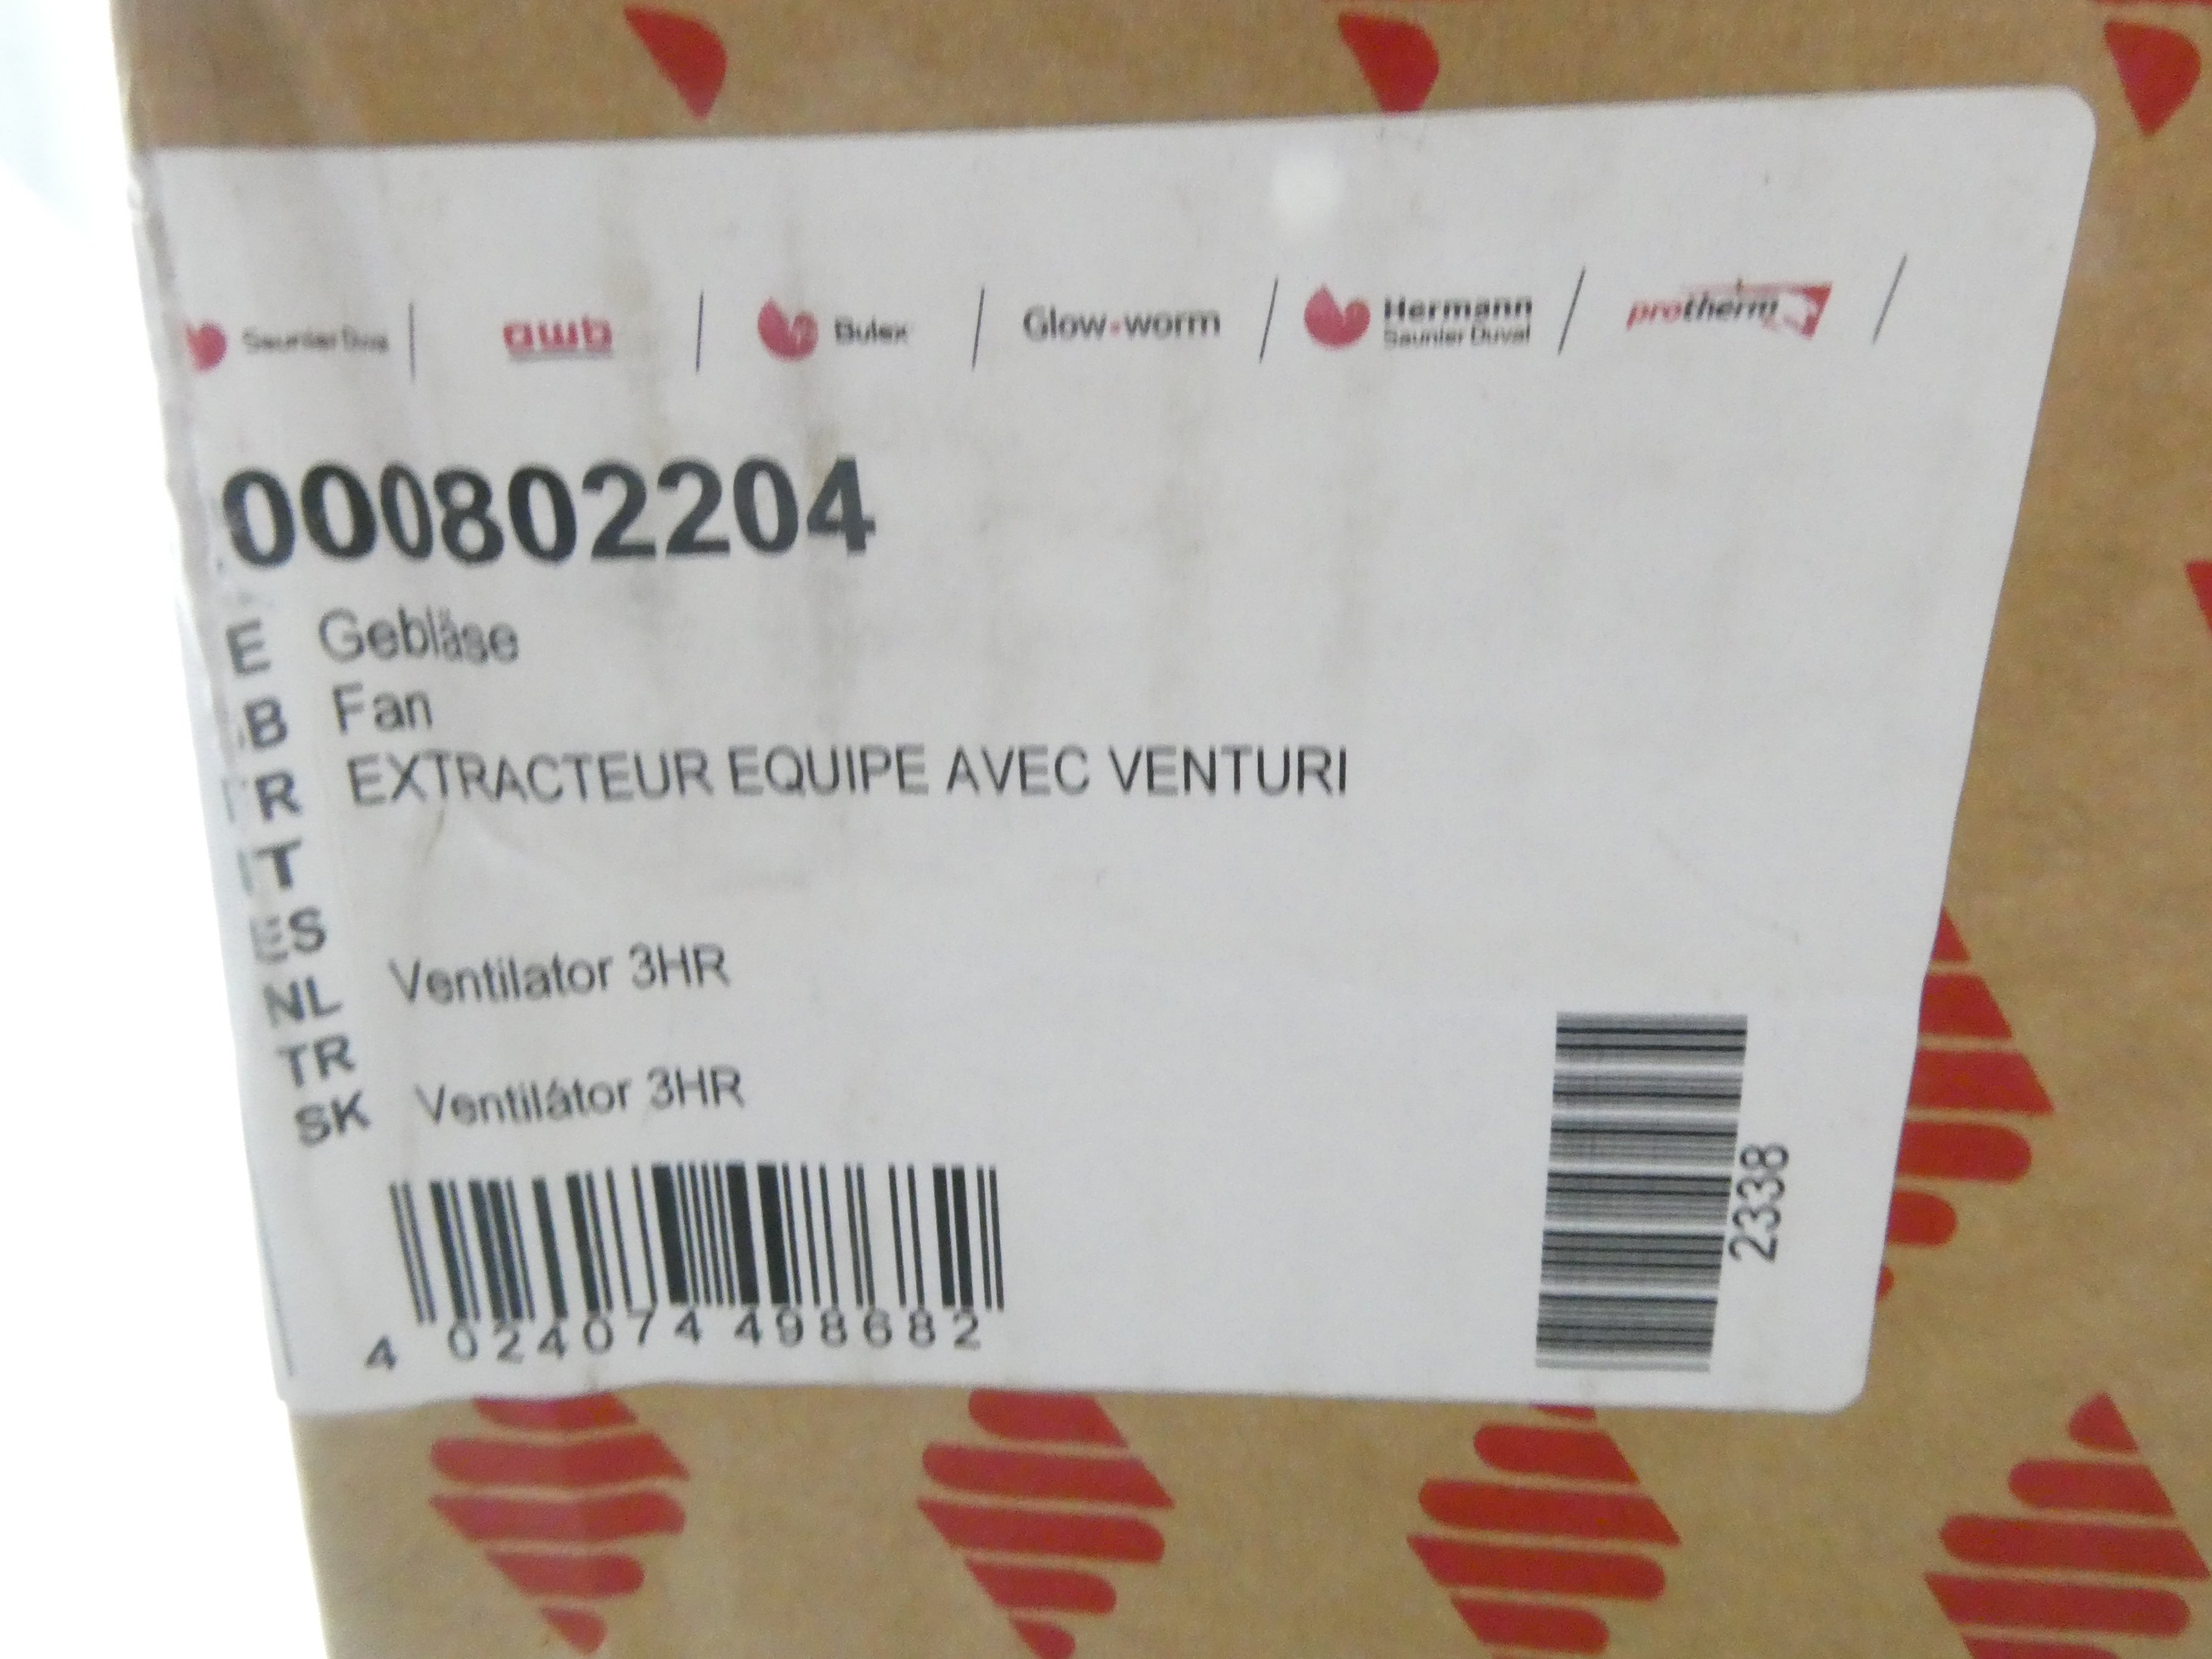 Saunier Duval awb Bulex Glow-worm Hermann Saunier Duval protherm
000802204
E Gebläse
B Fan
R EXTRACTEUR EQUIPE AVEC VENTURI
IT
ES
NL Ventilator 3HR
TR
SK Ventilátor 3HR
4 024074 498682
2338